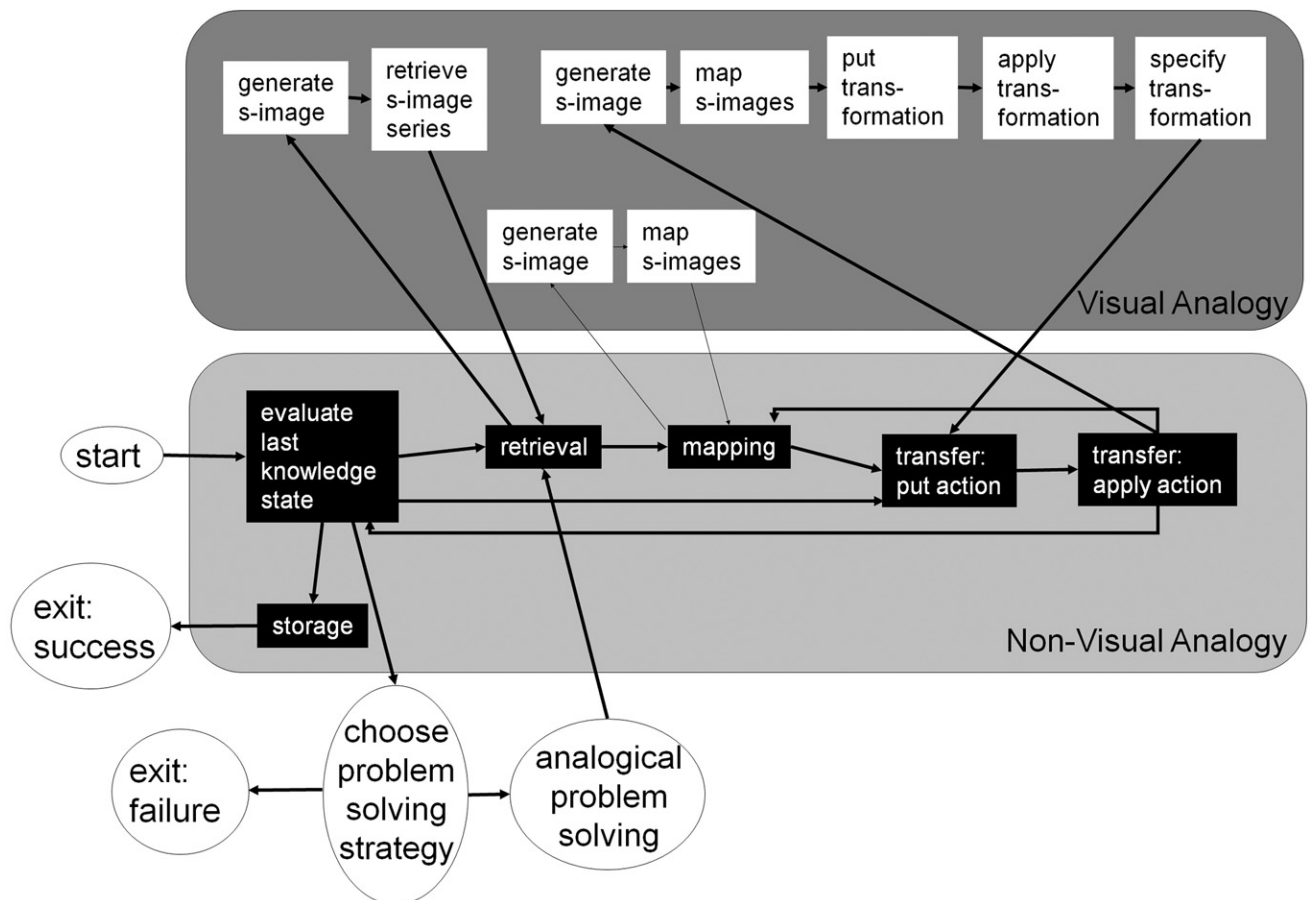 generate
s-image
retrieve
s-image
series
generate
s-image
map
s-images
put
trans-
formation
apply
trans-
formation
specify
trans-
formation
generate
s-image
map
s-images
Visual Analogy
start
evaluate
last
knowledge
state
retrieval
mapping
transfer:
put action
transfer:
apply action
exit:
success
storage
Non-Visual Analogy
exit:
failure
choose
problem
solving
strategy
analogical
problem
solving